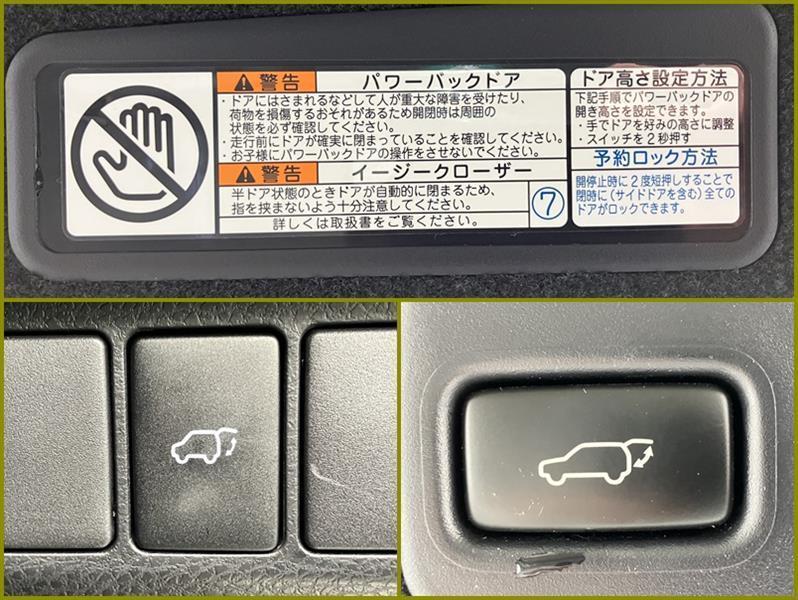 警告 パワーバックドア
・ドアにはさまれるなどして人が重大な障害を受けたり、
荷物を損傷するおそれがあるため開閉時は周囲の
状態を必ず確認してください。
・走行前にドアが確実に閉まっていることを確認してください。
・お子様にパワーバックドアの操作をさせないでください。
警告 イージークローザー
半ドア状態のときドアが自動的に閉まるため、
指を挟まないよう十分注意してください。
詳しくは取扱書をご覧ください。
⑦
ドア高さ設定方法
下記手順でパワーバックドアの
開き高さを設定できます。
・手でドアを好みの高さに調整
・スイッチを2秒押す
予約ロック方法
開停止時に2度短押しすることで
閉時に(サイドドアを含む)全ての
ドアがロックできます。